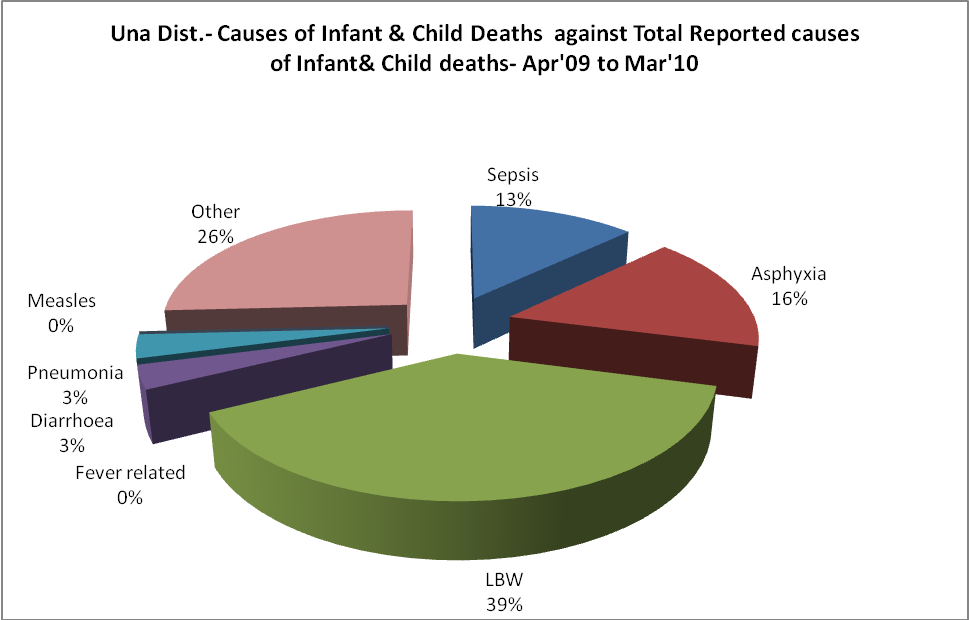 Una Dist.- Causes of Infant & Child Deaths  against Total Reported causes
of Infant& Child deaths- Apr'09 to Mar'10
Sepsis
13%
Other
26%
Asphyxia
16%
Measles
0%
Pneumonia
3%
Diarrhoea
3%
Fever related
0%
LBW
39%